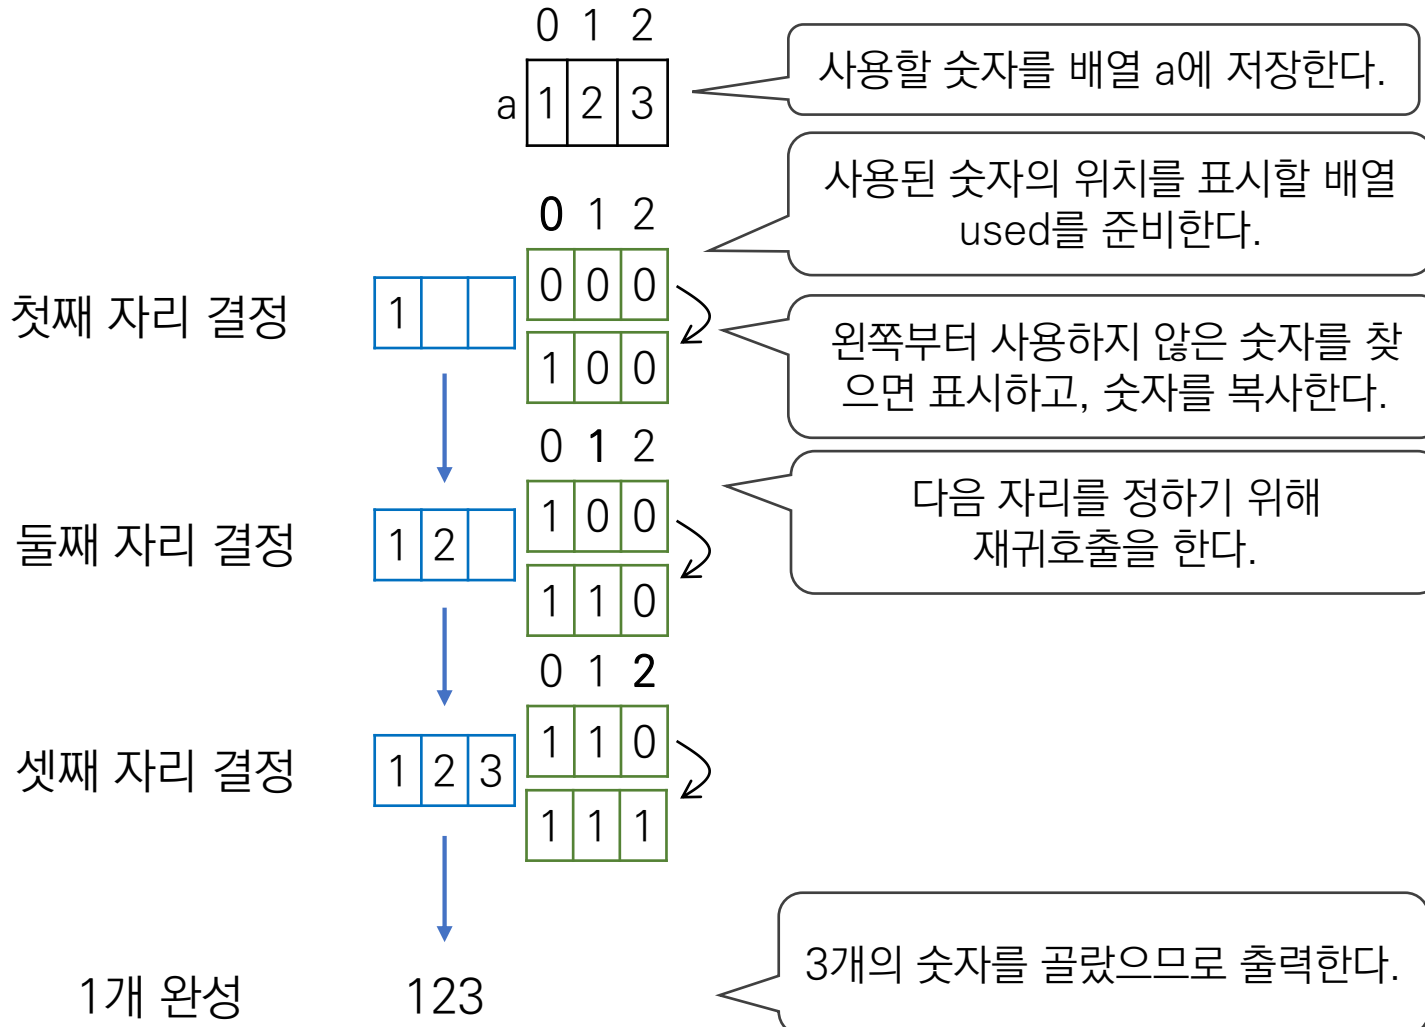 0 1 2
a 1 2 3
사용할 숫자를 배열 a에 저장한다.
사용된 숫자의 위치를 표시할 배열
used를 준비한다.
0 1 2
0 0 0
첫째 자리 결정
1
1 0 0
왼쪽부터 사용하지 않은 숫자를 찾
으면 표시하고, 숫자를 복사한다.
0 1 2
1 0 0
다음 자리를 정하기 위해
재귀호출을 한다.
둘째 자리 결정
1 2
1 1 0
0 1 2
1 1 0
셋째 자리 결정
1 2 3
1 1 1
3개의 숫자를 골랐으므로 출력한다.
1개 완성
123